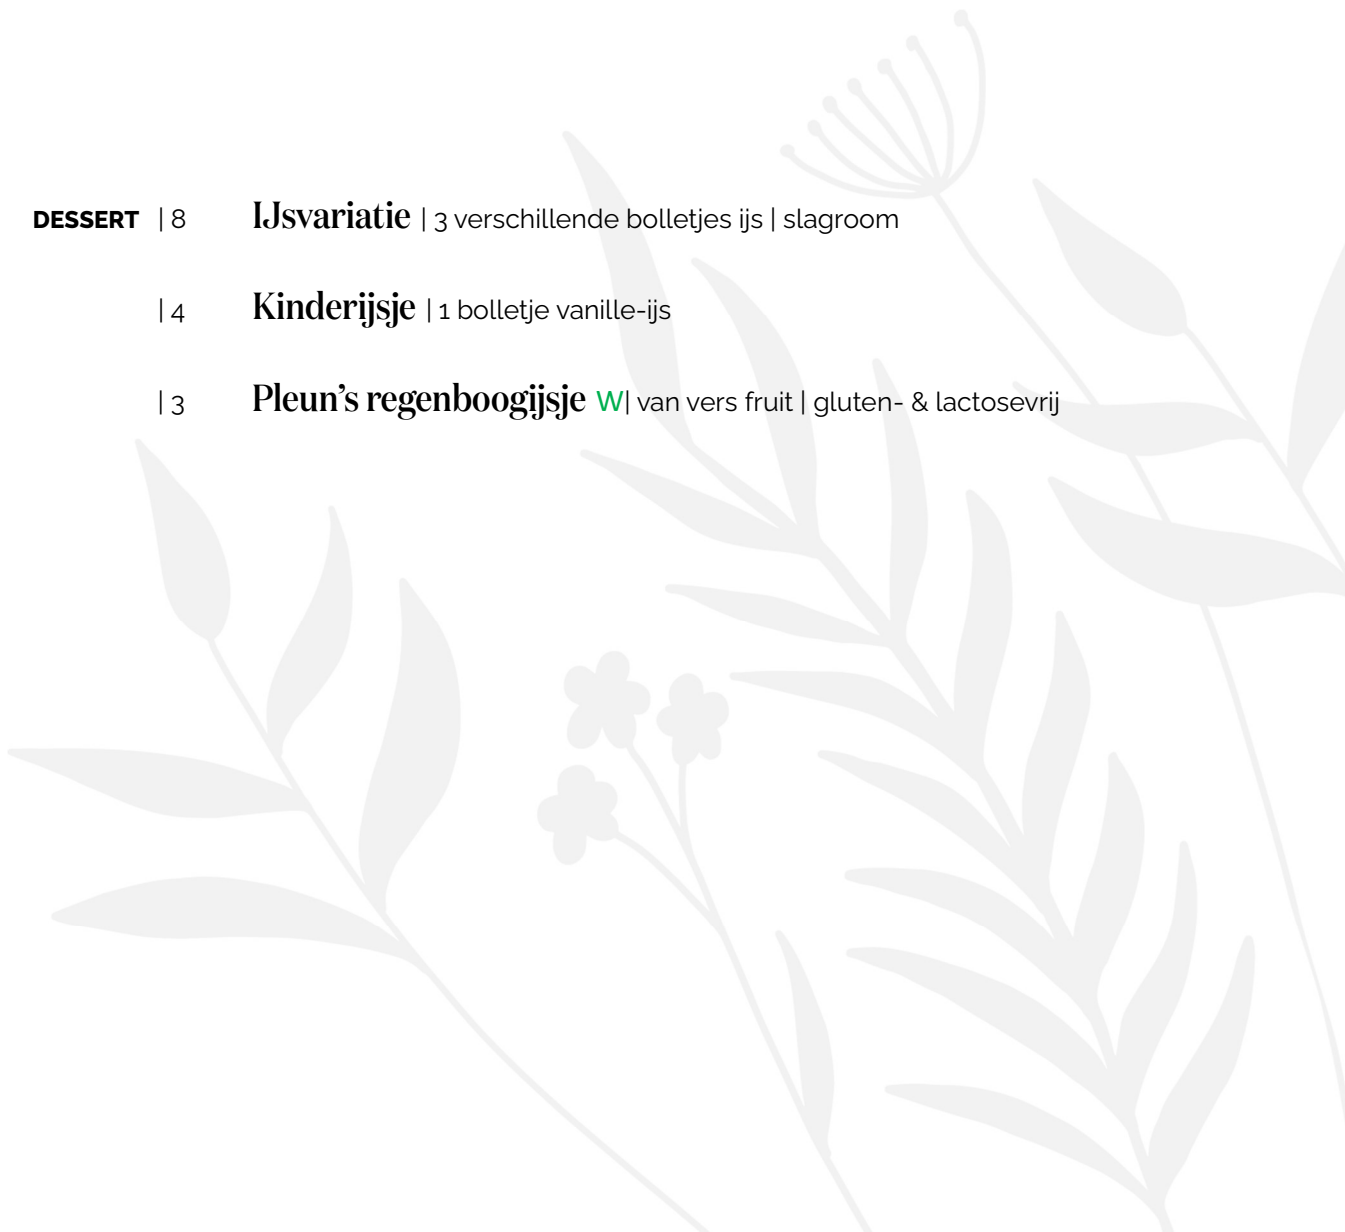 DESSERT | 8 IJsvariatie | 3 verschillende bolletjes ijs | slagroom
| 4 Kinderijsje | 1 bolletje vanille-ijs
| 3 Pleun’s regenboogijsje W| van vers fruit | gluten- & lactosevrij